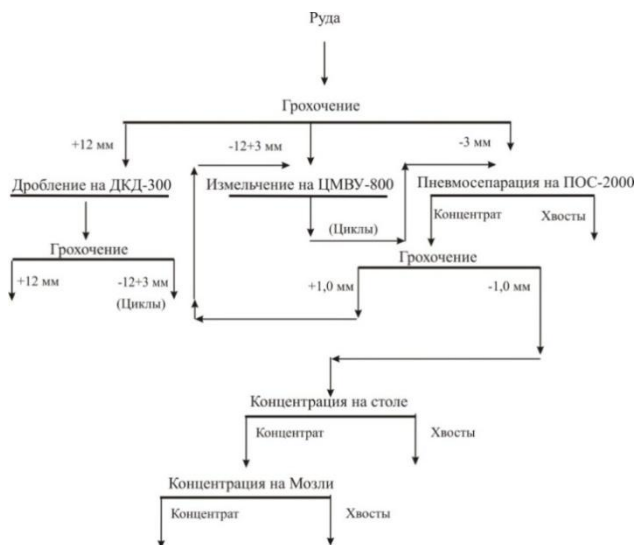 Руда
Грохочение
+12 мм
-12+3 мм
-3 мм
Дробление на ДКД-300
Измельчение на ЦМВУ-800
Пневмосепарация на ПОС-2000
(Циклы)
Концентрат
Хвосты
Грохочение
+12 мм
-12+3 мм
(Циклы)
Грохочение
+1,0 мм
-1,0 мм
Концентрация на столе
Концентрат
Хвосты
Концентрация на Мозли
Концентрат
Хвосты